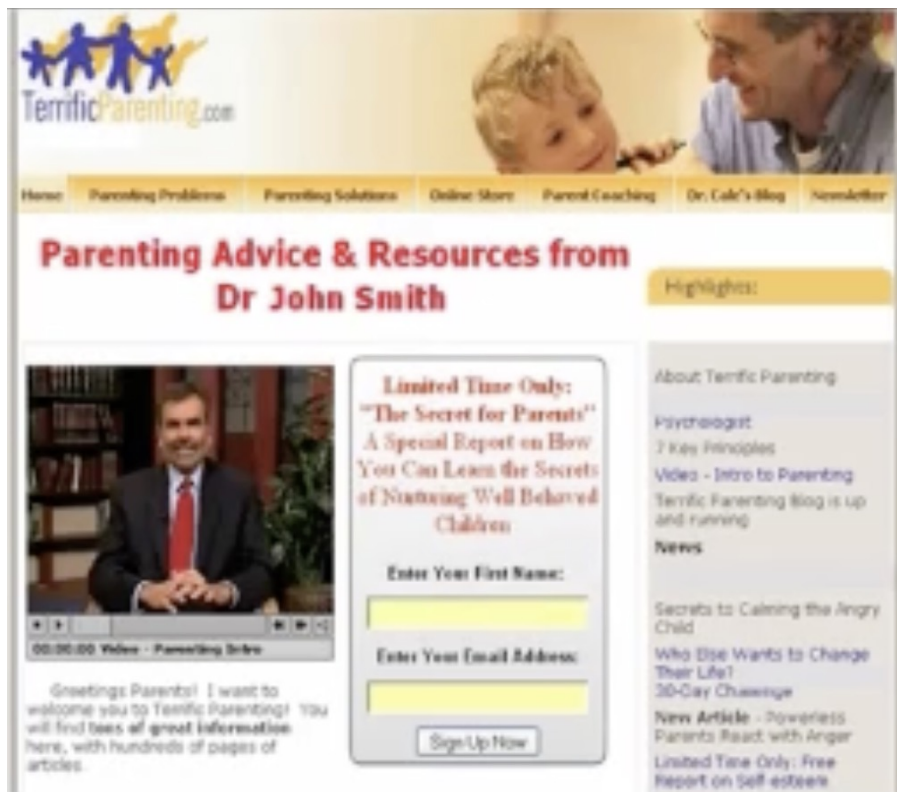 TerrificParenting.com
Home Parenting Problems Parenting Solutions Online Store Parent Coaching Dr. Cale's Blog Newsletter
Parenting Advice & Resources from
Dr John Smith
Limited Time Only:
"The Secret for Parents"
A Special Report on How
You Can Learn the Secrets
of Nurturing Well Behaved
Children
Enter Your First Name:
Enter Your Email Address:
Sign Up Now
00:00:00 Video - Parenting Intro
Greetings Parents! I want to
welcome you to Terrific Parenting! You
will find tons of great information
here, with hundreds of pages of
articles.
Highlights:
About Terrific Parenting
Psychologist
7 Key Principles
Video - Intro to Parenting
Terrific Parenting Blog is up
and running
News
Secrets to Calming the Angry
Child
Who Else Wants to Change
Their Life?
30-Day
New Article - Powerless
Parents React with Anger
Limited Time Only: Free
Report on Self esteem